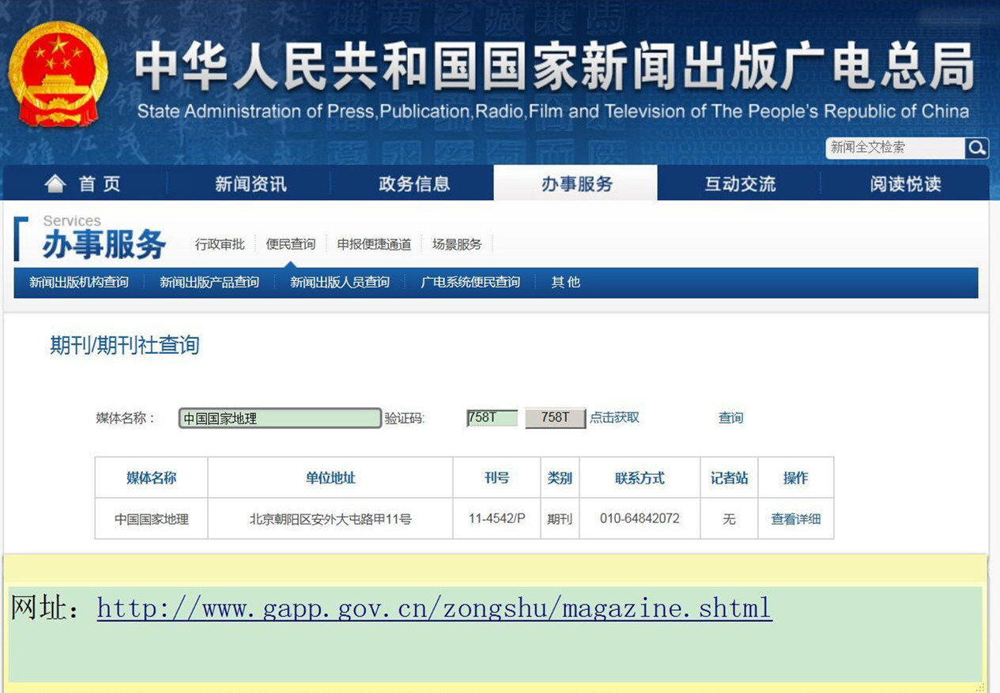 中华人民共和国国家新闻出版广电总局
State Administration of Press,Publication,Radio,Film and Television of The People's Republic of China
新闻全文检索
首页 新闻资讯 政务信息 办事服务 互动交流 阅读悦读
Services
办事服务 行政审批 便民查询 申报便捷通道 场景服务
新闻出版机构查询 新闻出版产品查询 新闻出版人员查询 广电系统便民查询 其他
期刊/期刊社查询
媒体名称： 中国国家地理 验证码: 758T 758T 点击获取 查询
媒体名称 单位地址 刊号 类别 联系方式 记者站 操作
中国国家地理 北京朝阳区安外大屯路甲11号 11-4542/P 期刊 010-64842072 无 查看详细
网址：http://www.gapp.gov.cn/zongshu/magazine.shtml